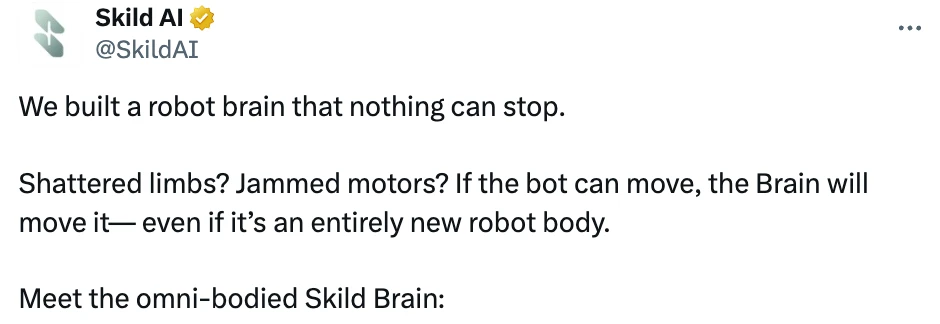 Skild AI
@SkildAI
We built a robot brain that nothing can stop.
Shattered limbs? Jammed motors? If the bot can move, the Brain will
move it— even if it’s an entirely new robot body.
Meet the omni-bodied Skild Brain: